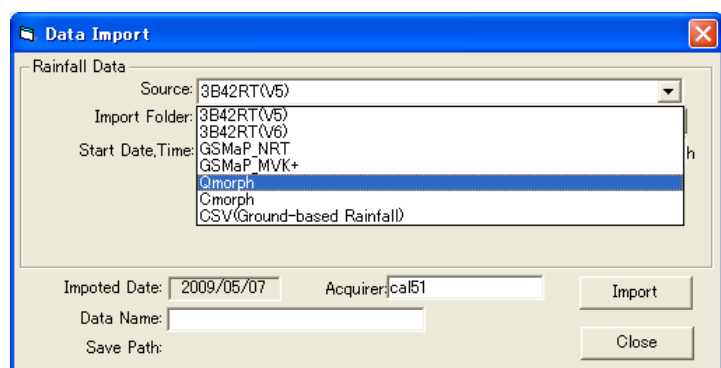 Data Import
Rainfall Data
Source: 3B42RT(V5)
Import Folder:
3B42RT(V5)
3B42RT(V6)
Start Date,Time:
GSMaP_NRT
h
GSMaP_MVK+
Qmorph
Cmorph
CSV(Ground-based Rainfall)
Impoted Date: 2009/05/07 Acquirer: cal51 Import
Data Name:
Save Path: Close